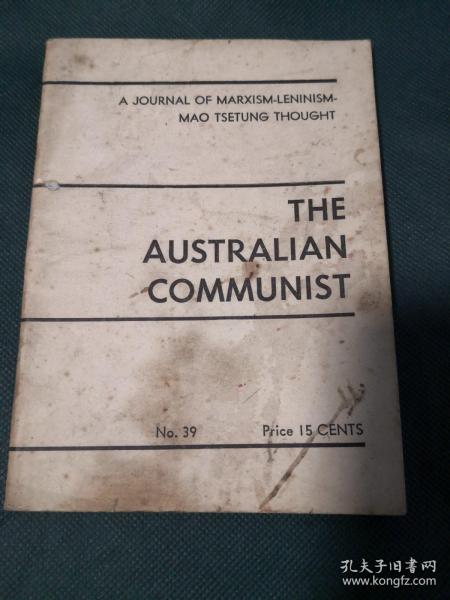 A JOURNAL OF MARXISM-LENINISM-
MAO TSETUNG THOUGHT
THE
AUSTRALIAN
COMMUNIST
No. 39 Price 15 CENTS
孔夫子旧书网
www.kongfz.com